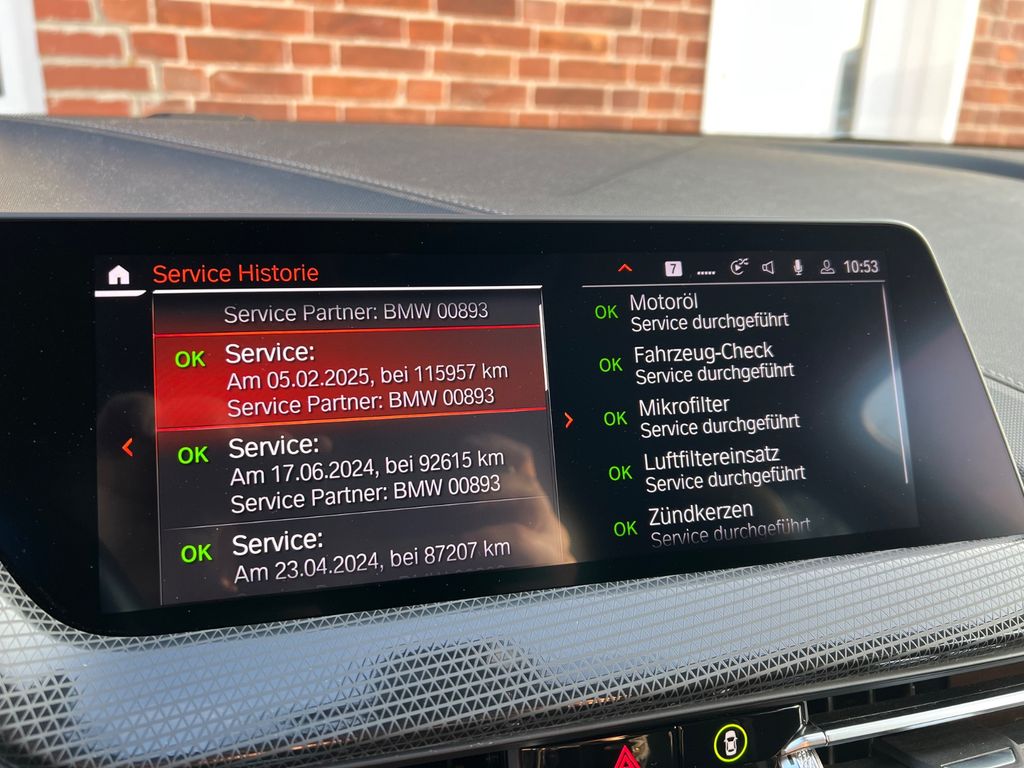 Service Historie
7
10:53
Service Partner: BMW 00893
OK
Service:
Am 05.02.2025, bei 115957 km
Service Partner: BMW 00893
OK
Service:
Am 17.06.2024, bei 92615 km
Service Partner: BMW 00893
OK
Service:
Am 23.04.2024, bei 87207 km
OK
Motoröl
Service durchgeführt
OK
Fahrzeug-Check
Service durchgeführt
OK
Mikrofilter
Service durchgeführt
OK
Luftfiltereinsatz
Service durchgeführt
OK
Zündkerzen
Service durchgeführt